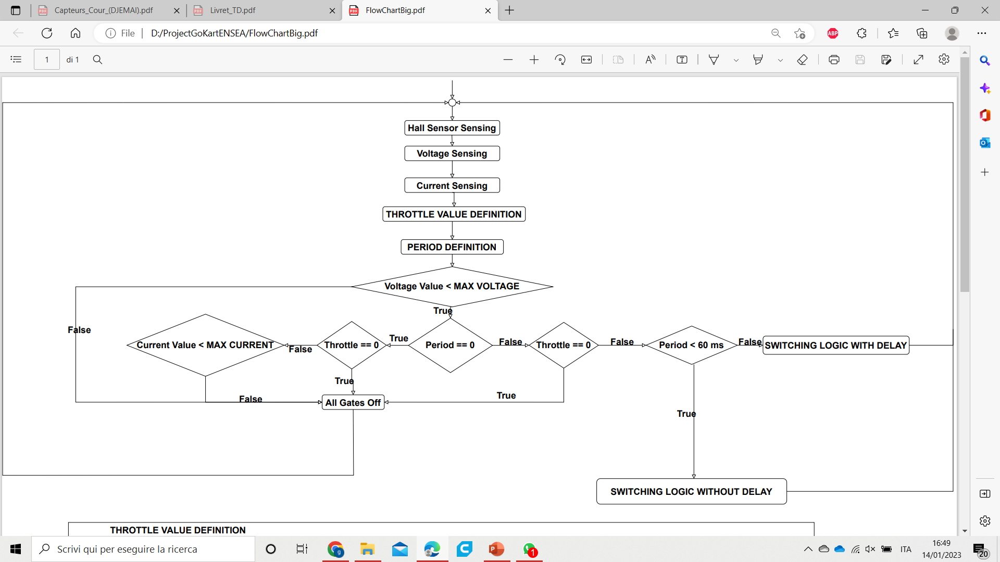 Capteurs_Cour_(DJEMAI).pdf
Livret_TD.pdf
FlowChartBig.pdf
File
D:/ProjectGoKartENSEA/FlowChartBig.pdf
ABP
1
di 1
Hall Sensor Sensing
Voltage Sensing
Current Sensing
THROTTLE VALUE DEFINITION
PERIOD DEFINITION
Voltage Value < MAX VOLTAGE
True
False
Current Value < MAX CURRENT
False
Throttle == 0
True
Period == 0
False
Throttle == 0
False
Period < 60 ms
False
SWITCHING LOGIC WITH DELAY
True
False
All Gates Off
True
True
SWITCHING LOGIC WITHOUT DELAY
THROTTLE VALUE DEFINITION
Scrivi qui per eseguire la ricerca
1
ITA
16:49
14/01/2023
20